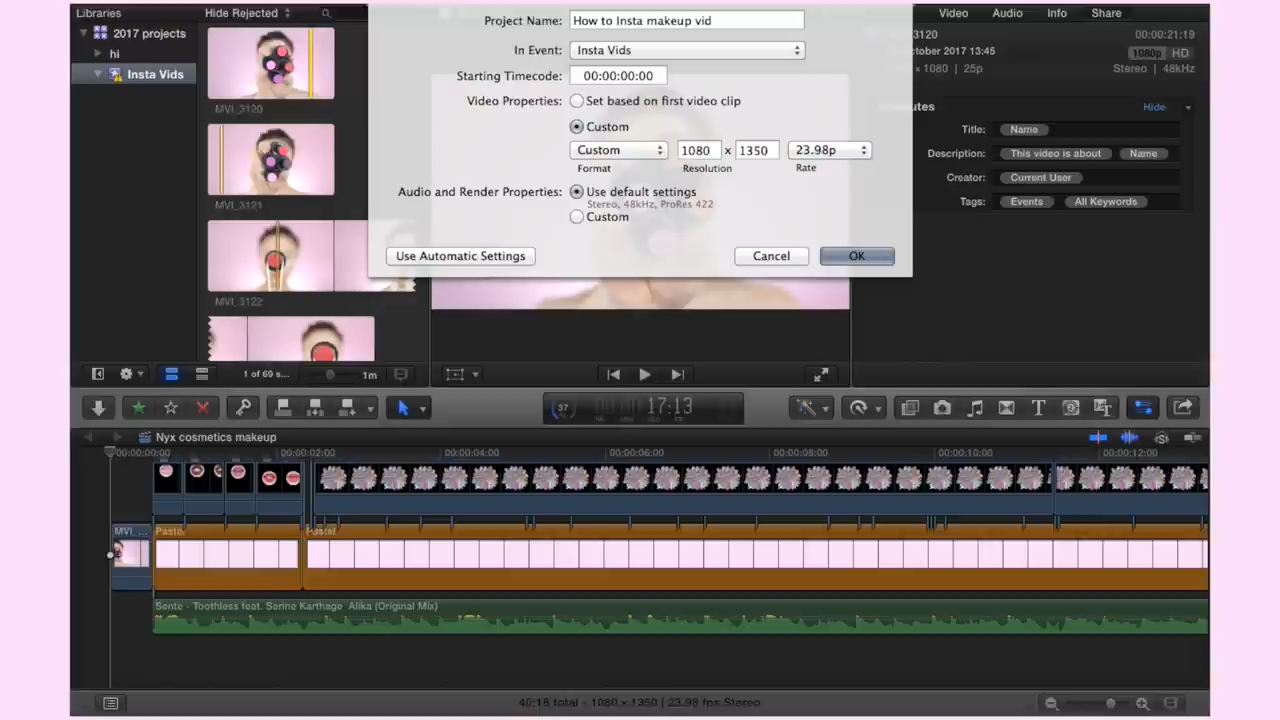 Libraries
Hide Rejected
Video Audio Info Share
2017 projects
hi
Insta Vids
MVI_3120
MVI_3121
MVI_3122
1 of 69 s...
1m
Project Name: How to Insta makeup vid
In Event: Insta Vids
Starting Timecode: 00:00:00:00
Video Properties: Set based on first video clip
Custom
Custom 1080 x 1350 23.98p
Format Resolution Rate
Audio and Render Properties: Use default settings
Stereo, 48kHz, ProRes 422
Custom
Use Automatic Settings Cancel OK
3120 00:00:21:19
ctober 2017 13:45 1080p HD
x 1080 | 25p Stereo | 48kHz
utes Hide
Title: Name
Description: This video is about Name
Creator: Current User
Tags: Events All Keywords
37 17:13
Nyx cosmetics makeup
00:00:00:00 00:00:02:00 00:00:04:00 00:00:06:00 00:00:08:00 00:00:10:00 00:00:12:00
MVI_... Pastel Pastel
Sente - Toothless feat. Serine Karthage Alika (Original Mix)
40:18 total - 1080 x 1350 | 23.98 fps Stereo